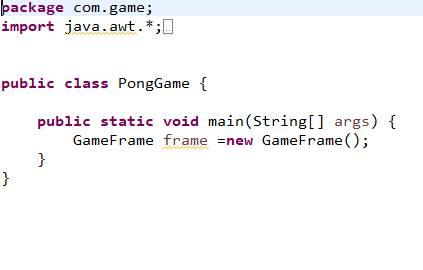 package com.game;
import java.awt.*;


public class PongGame {

    public static void main(String[] args) {
        GameFrame frame =new GameFrame();
    }
}